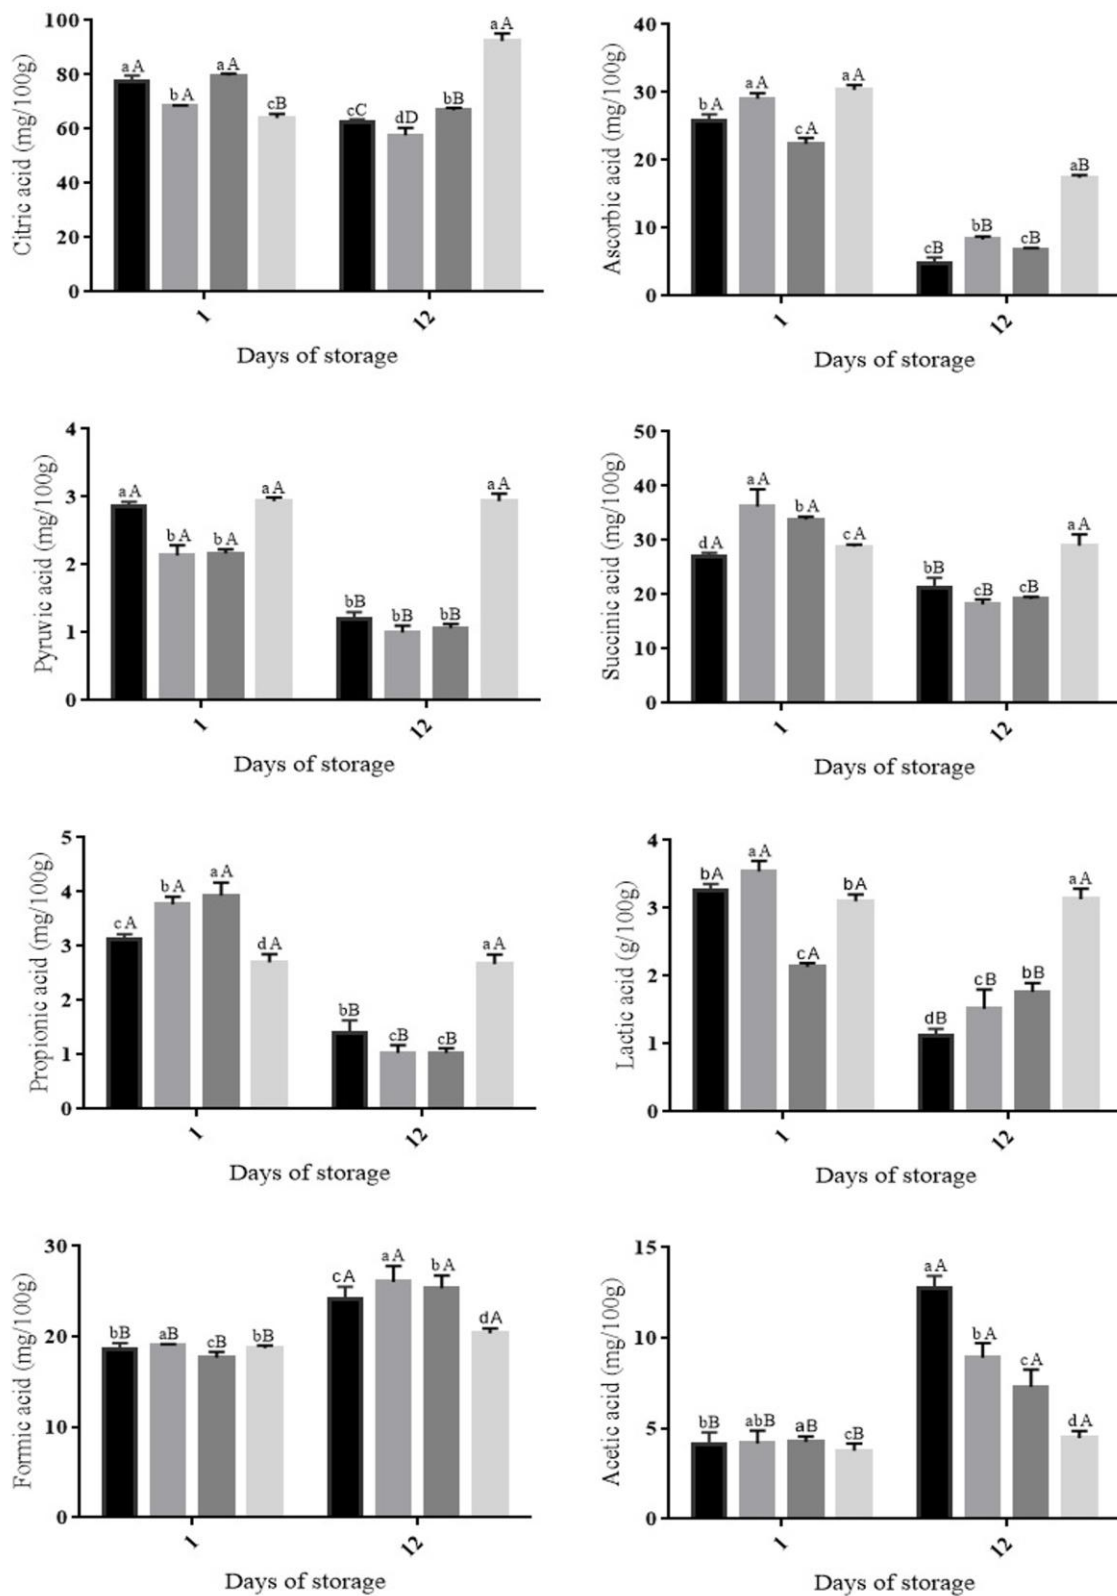 Citric acid (mg/100g)
100
80
60
40
20
0
aA
bA
aA
cB
cC
dD
bB
aA
1
12
Days of storage
Ascorbic acid (mg/100g)
40
30
20
10
0
bA
aA
cA
aA
cB
bB
cB
aB
1
12
Days of storage
Pyruvic acid (mg/100g)
4
3
2
1
0
aA
bA
bA
aA
bB
bB
bB
aA
1
12
Days of storage
Succinic acid (mg/100g)
50
40
30
20
10
0
dA
aA
bA
cA
bB
cB
cB
aA
1
12
Days of storage
Propionic acid (mg/100g)
5
4
3
2
1
0
cA
bA
aA
dA
bB
cB
cB
aA
1
12
Days of storage
Lactic acid (g/100g)
4
3
2
1
0
bA
aA
cA
bA
dB
cB
bB
aA
1
12
Days of storage
Formic acid (mg/100g)
30
20
10
0
bB
aB
cB
bB
cA
aA
bA
dA
1
12
Days of storage
Acetic acid (mg/100g)
15
10
5
0
bB
abB
aB
cB
aA
bA
cA
dA
1
12
Days of storage